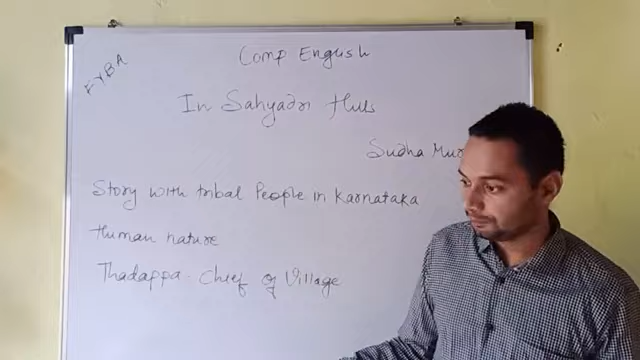 Comp English
FYBA
In Sahyadri Hills
Sudha Mur
Story with tribal People in Karnataka
Human nature
Thadappa - Chief of Village